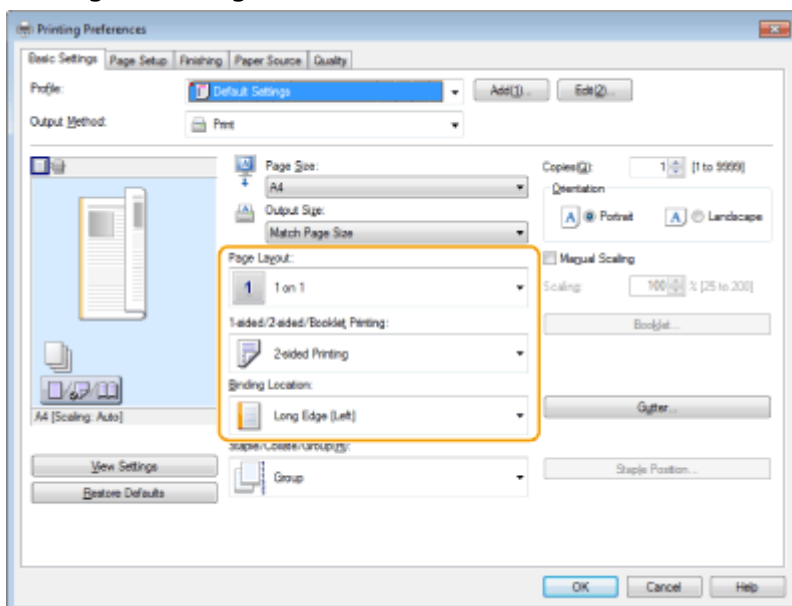 Printing Preferences
Basic Settings Page Setup Finishing Paper Source Quality
Profile: Default Settings Add(1)... Edit(2)...
Output Method: Print
Page Size:
A4
Output Size:
Match Page Size
Copies(Q): 1 [1 to 9999]
Orientation
A Portrait A Landscape
Page Layout:
1 1 on 1
Manual Scaling
Scaling: 100 % [25 to 200]
1-sided/2-sided/Booklet Printing:
2-sided Printing
Booklet...
Binding Location:
Long Edge (Left)
Gutter...
A4 [Scaling: Auto]
Staple/Collate/Group(R):
Group
Staple Position...
View Settings
Restore Defaults
OK Cancel Help